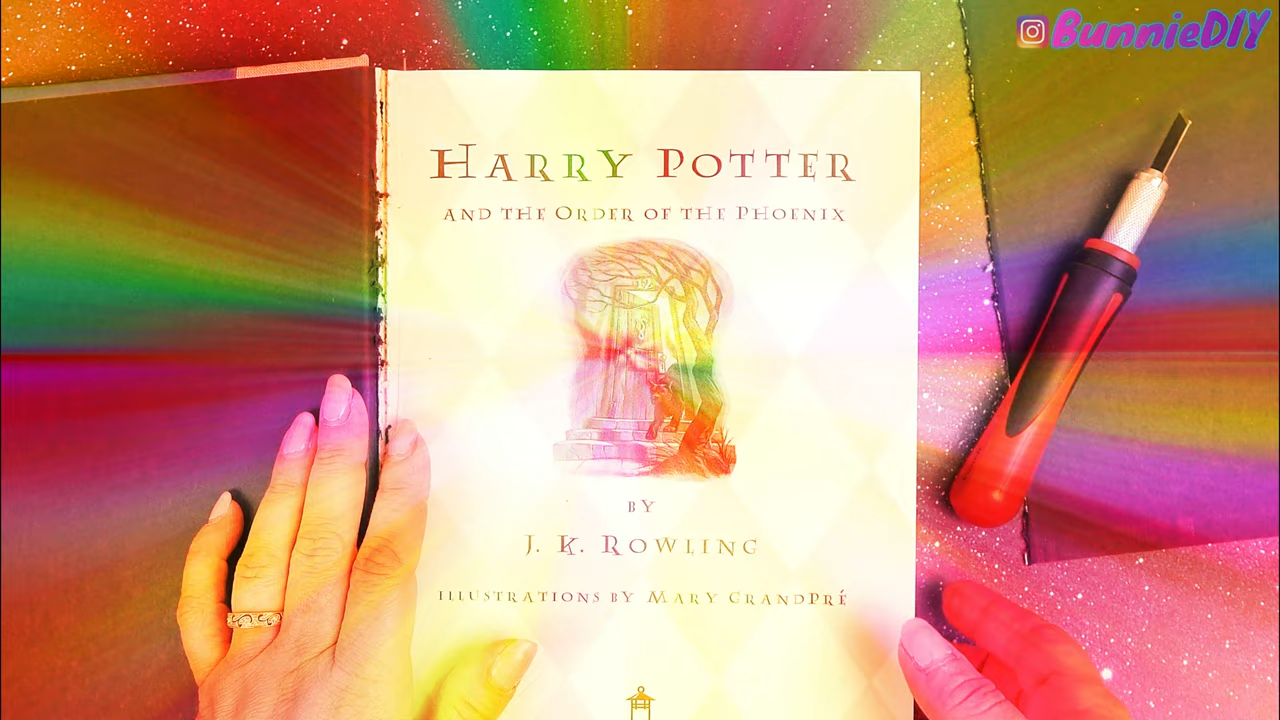 BunnieDIY
HARRY POTTER
AND THE ORDER OF THE PHOENIX
BY
J. K. ROWLING
ILLUSTRATIONS BY MARY GRANDPRÉ